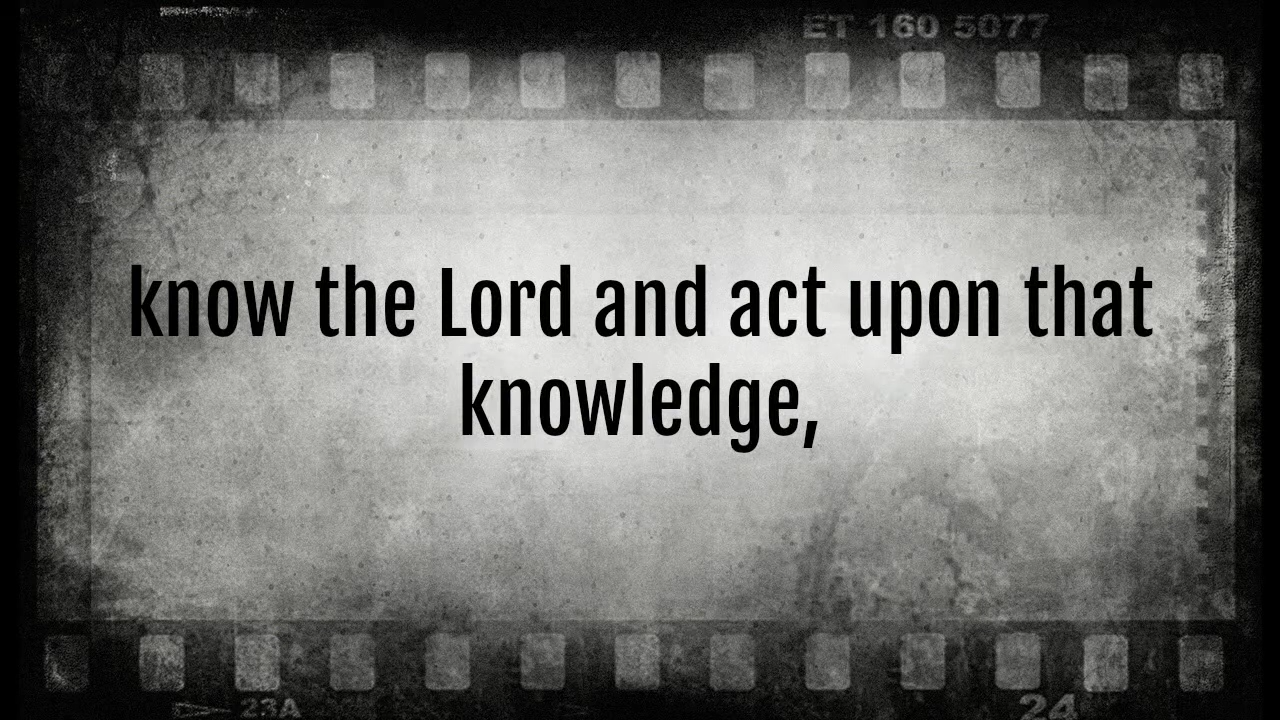 ET 160 5077
know the Lord and act upon that
knowledge,
23A
24